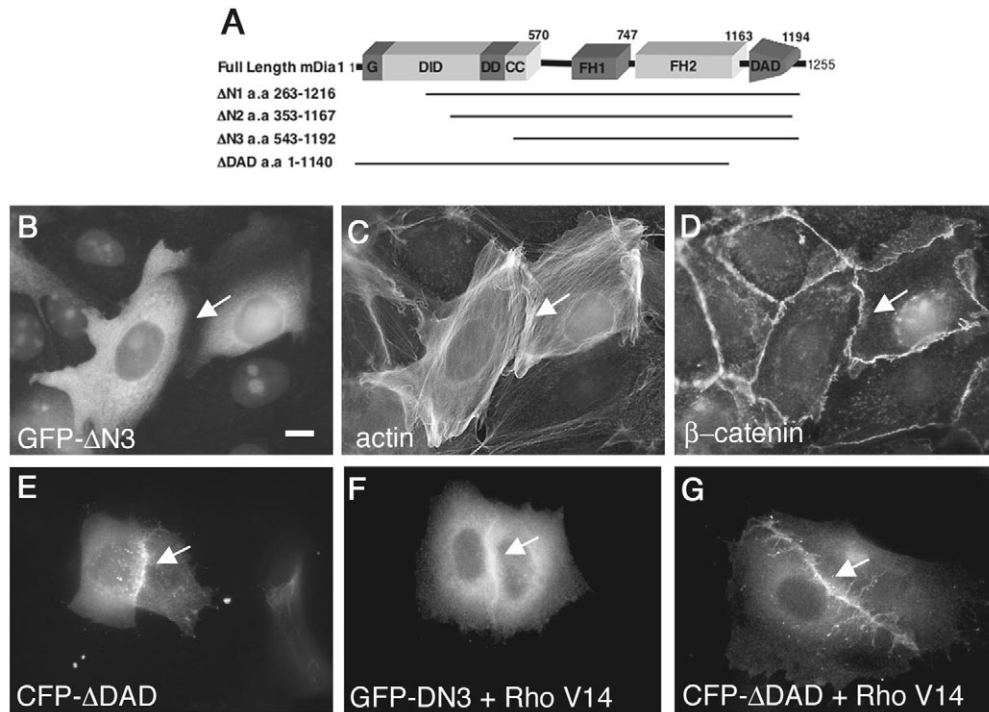 A
570 747 1163 1194
Full Length mDia1 1 G DID DD CC FH1 FH2 DAD 1255
ΔN1 a.a 263-1216
ΔN2 a.a 353-1167
ΔN3 a.a 543-1192
ΔDAD a.a 1-1140
B C D
GFP-ΔN3 actin β–catenin
E F G
CFP-ΔDAD GFP-DN3 + Rho V14 CFP-ΔDAD + Rho V14